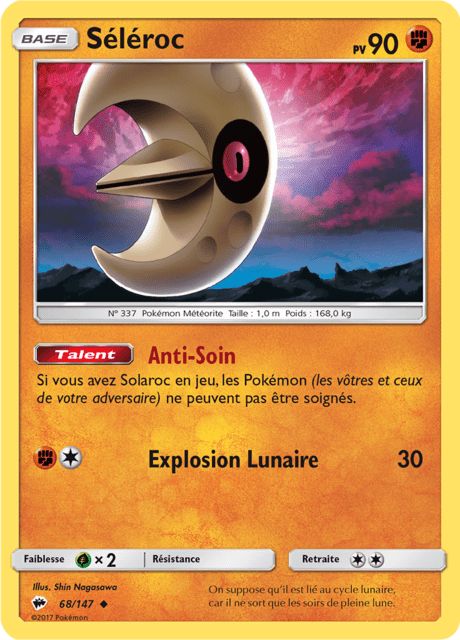 BASE Séléroc PV 90
N° 337 Pokémon Météorite Taille : 1,0 m Poids : 168,0 kg
Talent Anti-Soin
Si vous avez Solaroc en jeu, les Pokémon (les vôtres et ceux
de votre adversaire) ne peuvent pas être soignés.
Explosion Lunaire 30
Faiblesse ×2 Résistance Retraite
Illus. Shin Nagasawa
68/147
©2017 Pokémon
On suppose qu'il est lié au cycle lunaire,
car il ne sort que les soirs de pleine lune.